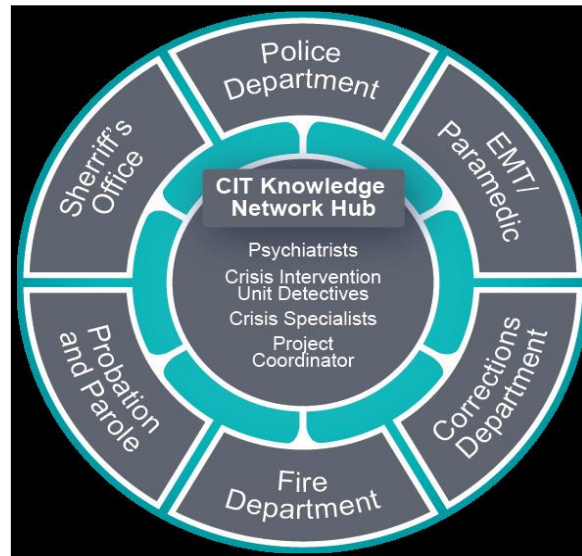 Police
Department
EMT/
Paramedic
Corrections
Department
Fire
Department
Probation
and Parole
Sherriff's
Office
CIT Knowledge
Network Hub
Psychiatrists
Crisis Intervention
Unit Detectives
Crisis Specialists
Project
Coordinator